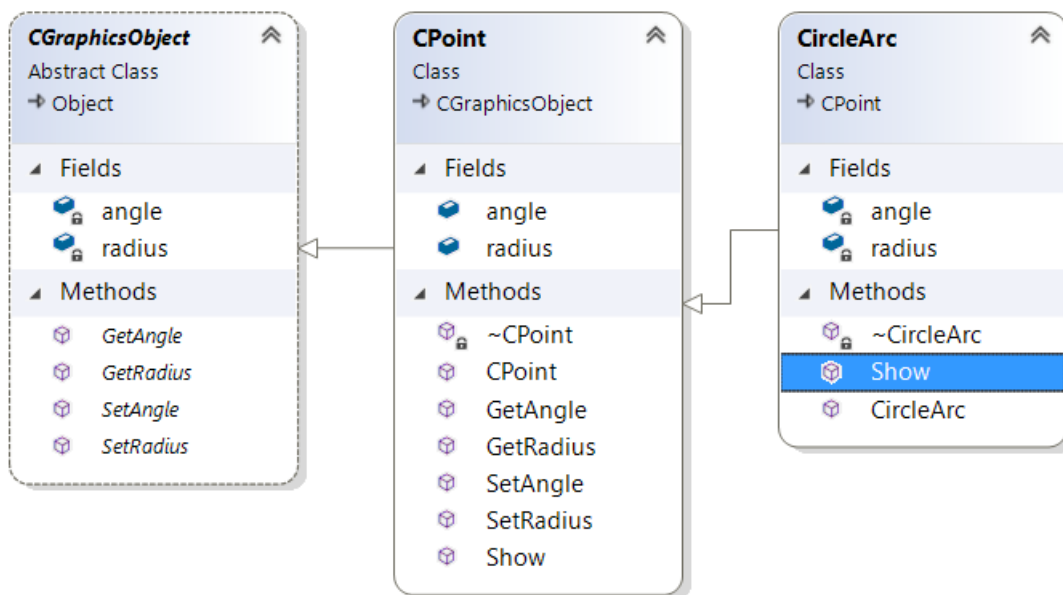 CGraphicsObject
Abstract Class
Object
Fields
angle
radius
Methods
GetAngle
GetRadius
SetAngle
SetRadius
CPoint
Class
CGraphicsObject
Fields
angle
radius
Methods
~CPoint
CPoint
GetAngle
GetRadius
SetAngle
SetRadius
Show
CircleArc
Class
CPoint
Fields
angle
radius
Methods
~CircleArc
Show
CircleArc